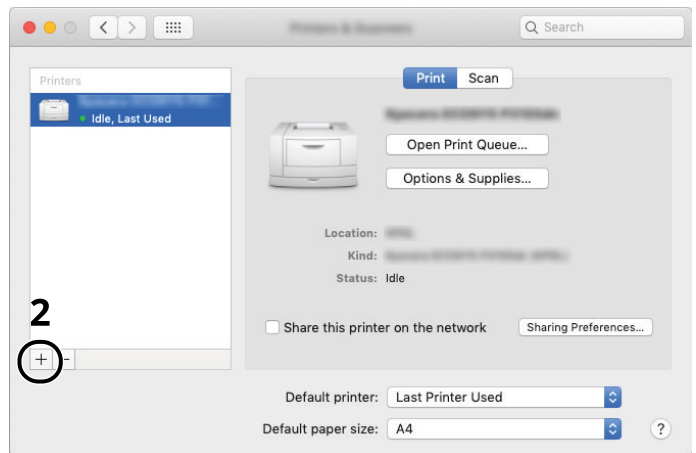 Search
Printers
Print Scan
Idle, Last Used
Open Print Queue...
Options & Supplies...
Location:
Kind:
Status: Idle
2
Share this printer on the network Sharing Preferences...
+ -
Default printer: Last Printer Used
Default paper size: A4 ?